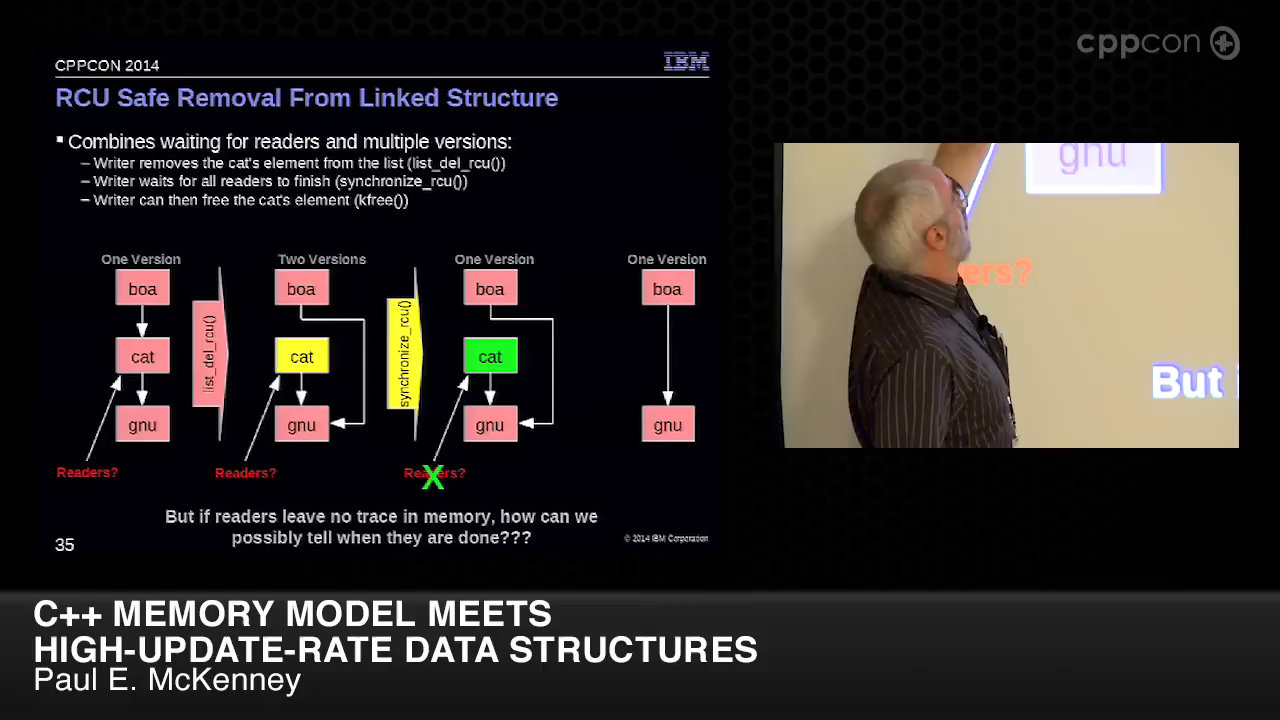 cppcon
CPPCON 2014
IBM
RCU Safe Removal From Linked Structure
Combines waiting for readers and multiple versions:
– Writer removes the cat's element from the list (list_del_rcu())
– Writer waits for all readers to finish (synchronize_rcu())
– Writer can then free the cat's element (kfree())
One Version
Two Versions
One Version
One Version
boa
boa
boa
boa
list_del_rcu()
synchronize_rcu()
cat
cat
cat
gnu
gnu
gnu
gnu
Readers?
Readers?
Readers?
X
But if readers leave no trace in memory, how can we
possibly tell when they are done???
© 2014 IBM Corporation
35
gnu
ers?
But
C++ MEMORY MODEL MEETS
HIGH-UPDATE-RATE DATA STRUCTURES
Paul E. McKenney